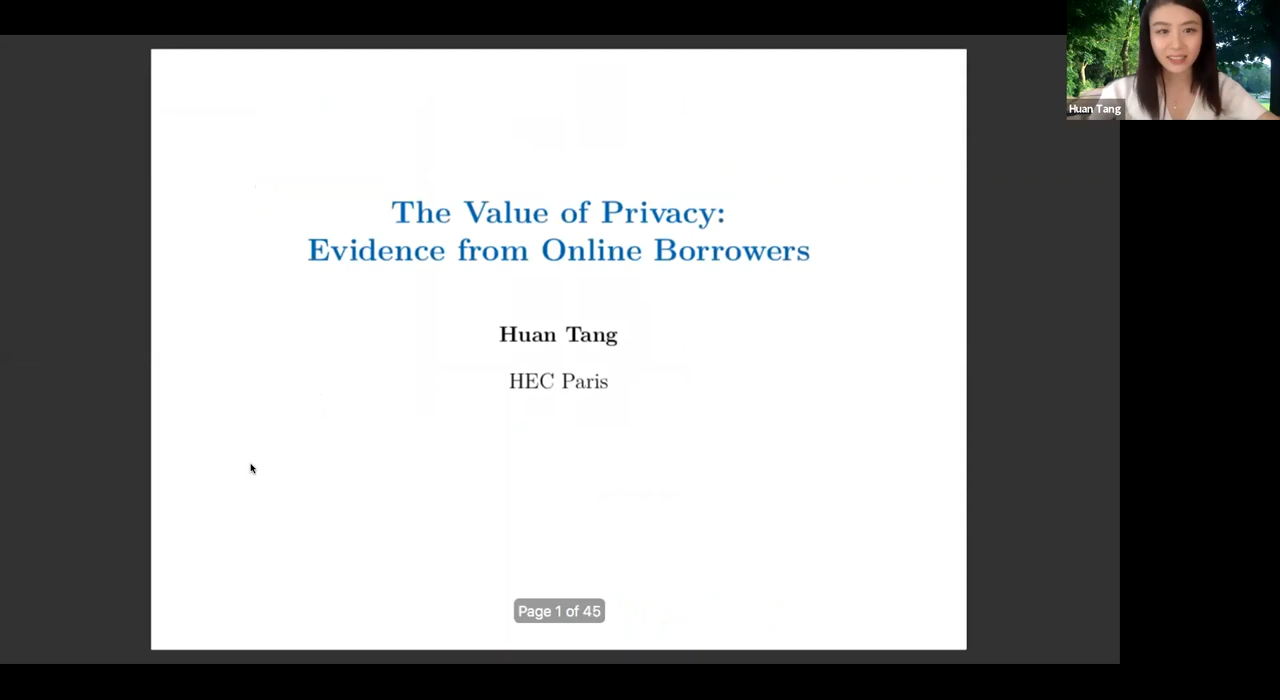 Huan Tang
The Value of Privacy:
Evidence from Online Borrowers
Huan Tang
HEC Paris
Page 1 of 45